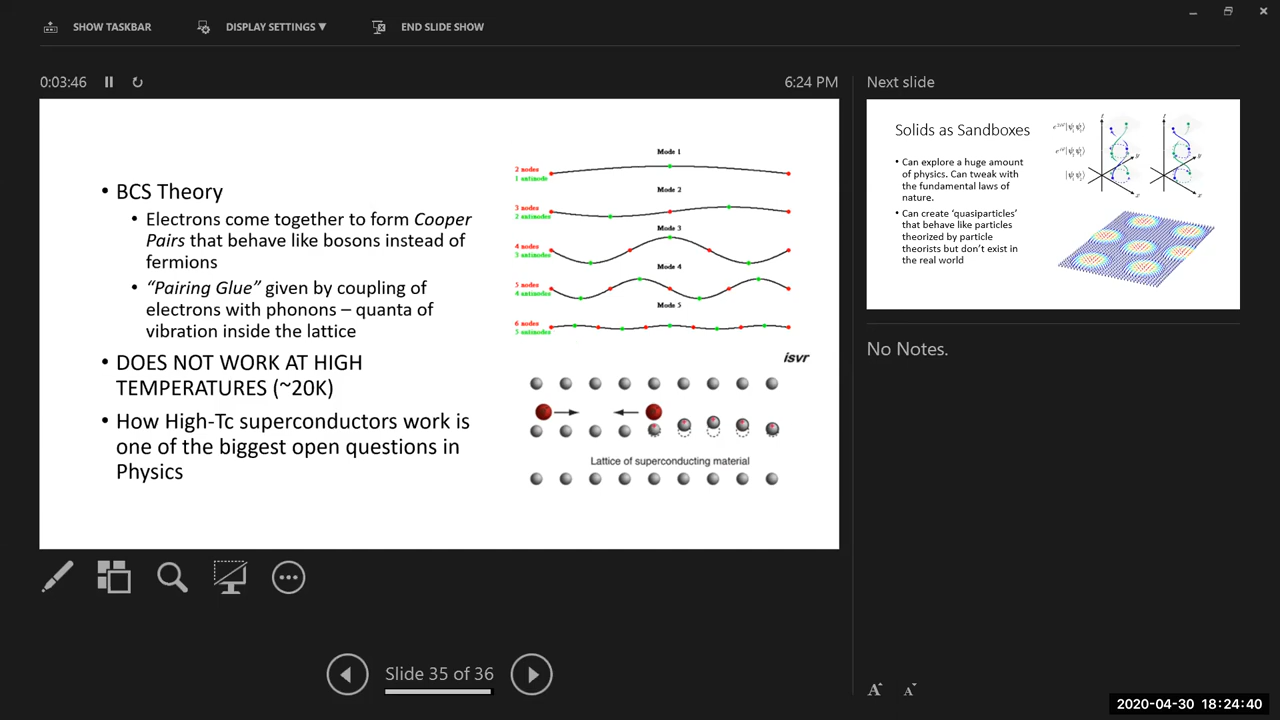 SHOW TASKBAR
DISPLAY SETTINGS ▼
END SLIDE SHOW
0:03:46
6:24 PM
• BCS Theory
• Electrons come together to form Cooper
Pairs that behave like bosons instead of
fermions
• “Pairing Glue” given by coupling of
electrons with phonons – quanta of
vibration inside the lattice
• DOES NOT WORK AT HIGH
TEMPERATURES (~20K)
• How High-Tc superconductors work is
one of the biggest open questions in
Physics
Mode 1
2 nodes
1 antinode
Mode 2
3 nodes
2 antinodes
Mode 3
4 nodes
3 antinodes
Mode 4
5 nodes
4 antinodes
Mode 5
6 nodes
5 antinodes
isvr
Lattice of superconducting material
Next slide
Solids as Sandboxes
• Can explore a huge amount
of physics. Can tweak with
the fundamental laws of
nature.
• Can create ‘quasiparticles’
that behave like particles
theorized by particle
theorists but don’t exist in
the real world
No Notes.
Slide 35 of 36
A A
2020-04-30 18:24:40